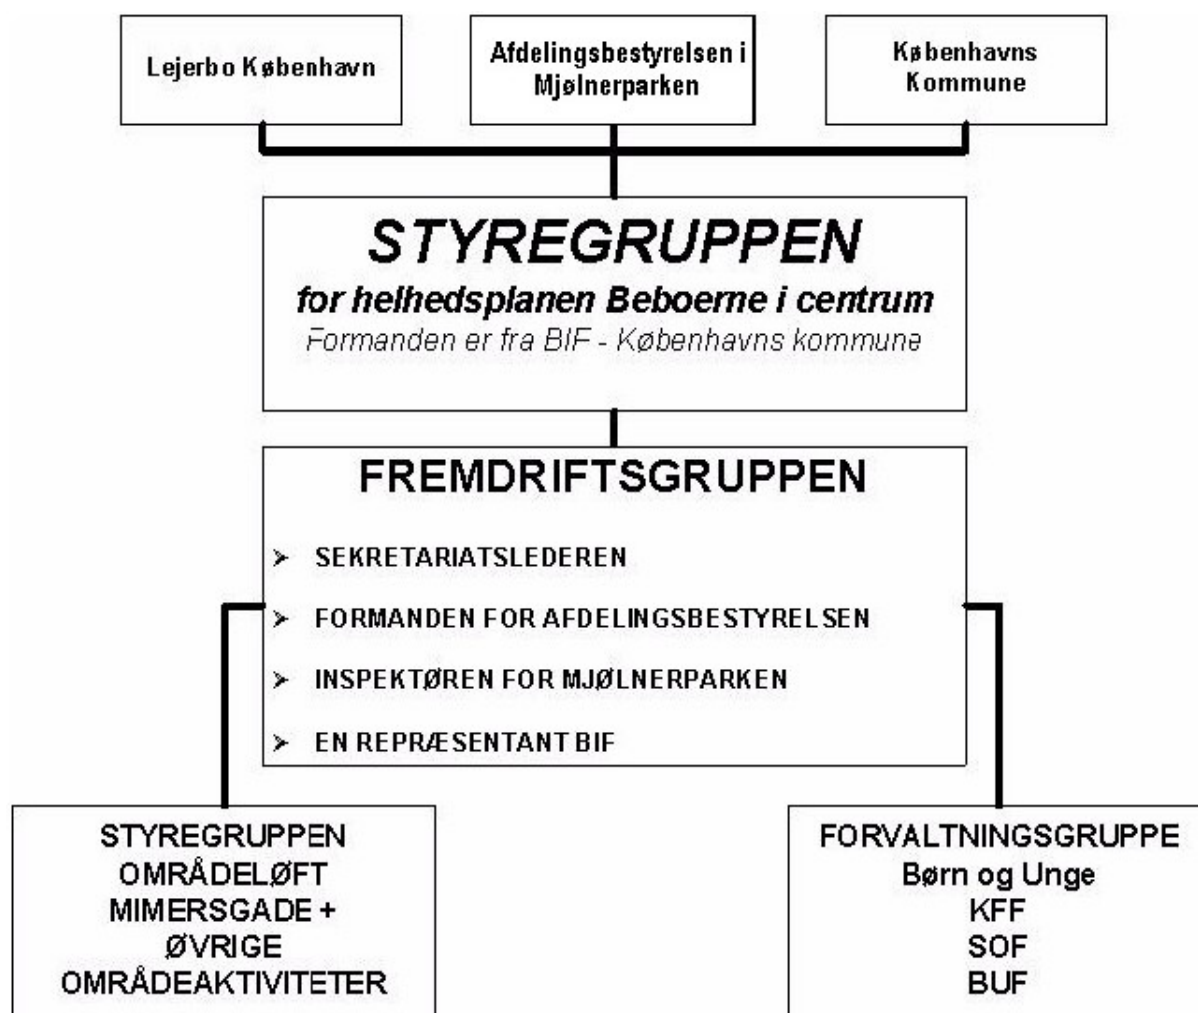 Lejerbo København
Afdelingsbestyrelsen i
Mjølnerparken
Københavns
Kommune
STYREGRUPPEN
for helhedsplanen Beboerne i centrum
Formanden er fra BIF - Københavns kommune
FREMDRIFTSGRUPPEN
➢ SEKRETARIATSLEDEREN
➢ FORMANDEN FOR AFDELINGSBESTYRELSEN
➢ INSPEKTØREN FOR MJØLNERPARKEN
➢ EN REPRÆSENTANT BIF
STYREGRUPPEN
OMRÅDELØFT
MIMERSGADE +
ØVRIGE
OMRÅDEAKTIVITETER
FORVALTNINGSGRUPPE
Børn og Unge
KFF
SOF
BUF